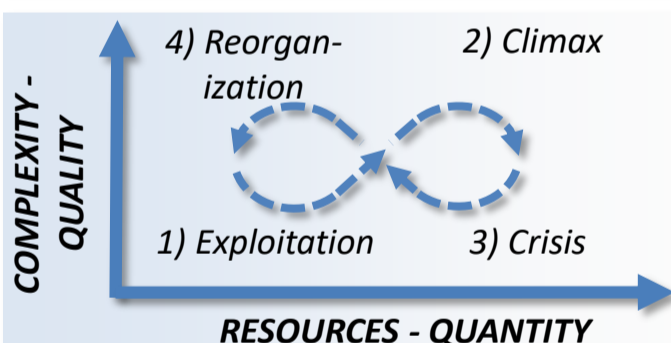 4) Reorgan-
ization
2) Climax
COMPLEXITY -
QUALITY
1) Exploitation
3) Crisis
RESOURCES - QUANTITY